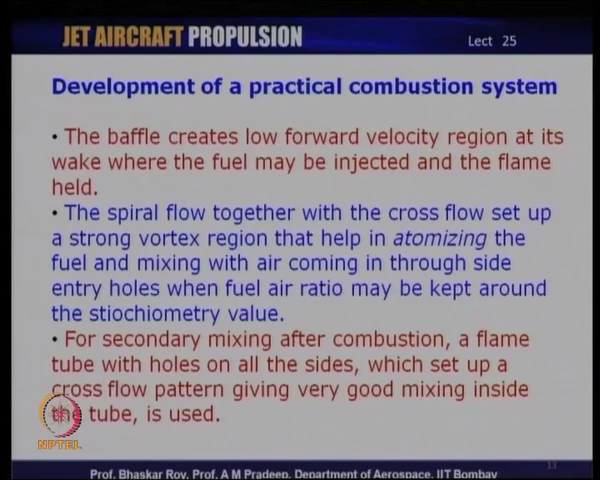 JET AIRCRAFT PROPULSION
Lect 25
Development of a practical combustion system
• The baffle creates low forward velocity region at its
wake where the fuel may be injected and the flame
held.
• The spiral flow together with the cross flow set up
a strong vortex region that help in atomizing the
fuel and mixing with air coming in through side
entry holes when fuel air ratio may be kept around
the stiochiometry value.
• For secondary mixing after combustion, a flame
tube with holes on all the sides, which set up a
cross flow pattern giving very good mixing inside
the tube, is used.
NPTEL
13
Prof. Bhaskar Roy, Prof. A M Pradeep, Department of Aerospace, IIT Bombay